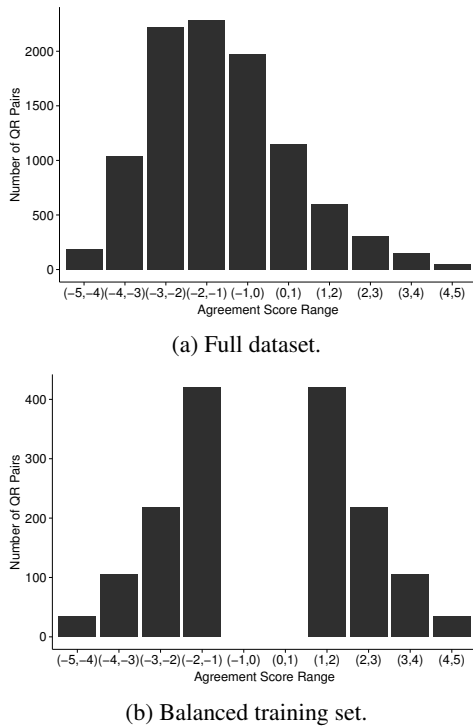 2000
1500
1000
500
0
Number of QR Pairs
(−5,−4)(−4,−3)(−3,−2)(−2,−1)(−1,0) (0,1) (1,2) (2,3) (3,4) (4,5)
Agreement Score Range
(a) Full dataset.
400
300
200
100
0
Number of QR Pairs
(−5,−4)(−4,−3)(−3,−2)(−2,−1)(−1,0) (0,1) (1,2) (2,3) (3,4) (4,5)
Agreement Score Range
(b) Balanced training set.